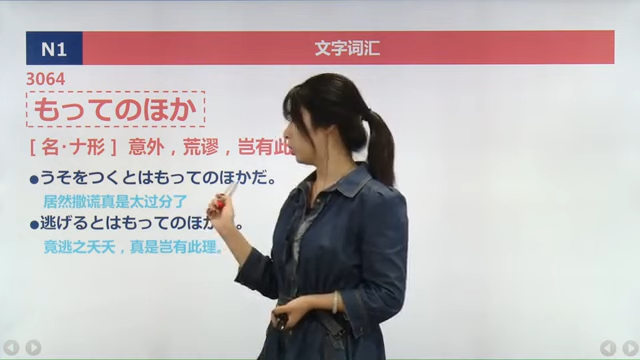 N1
文字词汇
3064
もってのほか
[ 名·ナ形 ] 意外，荒谬，岂有此
●うそをつくとはもってのほかだ。
居然撒谎真是太过分了
●逃げるとはもってのほか 。
竟逃之夭夭，真是岂有此理。